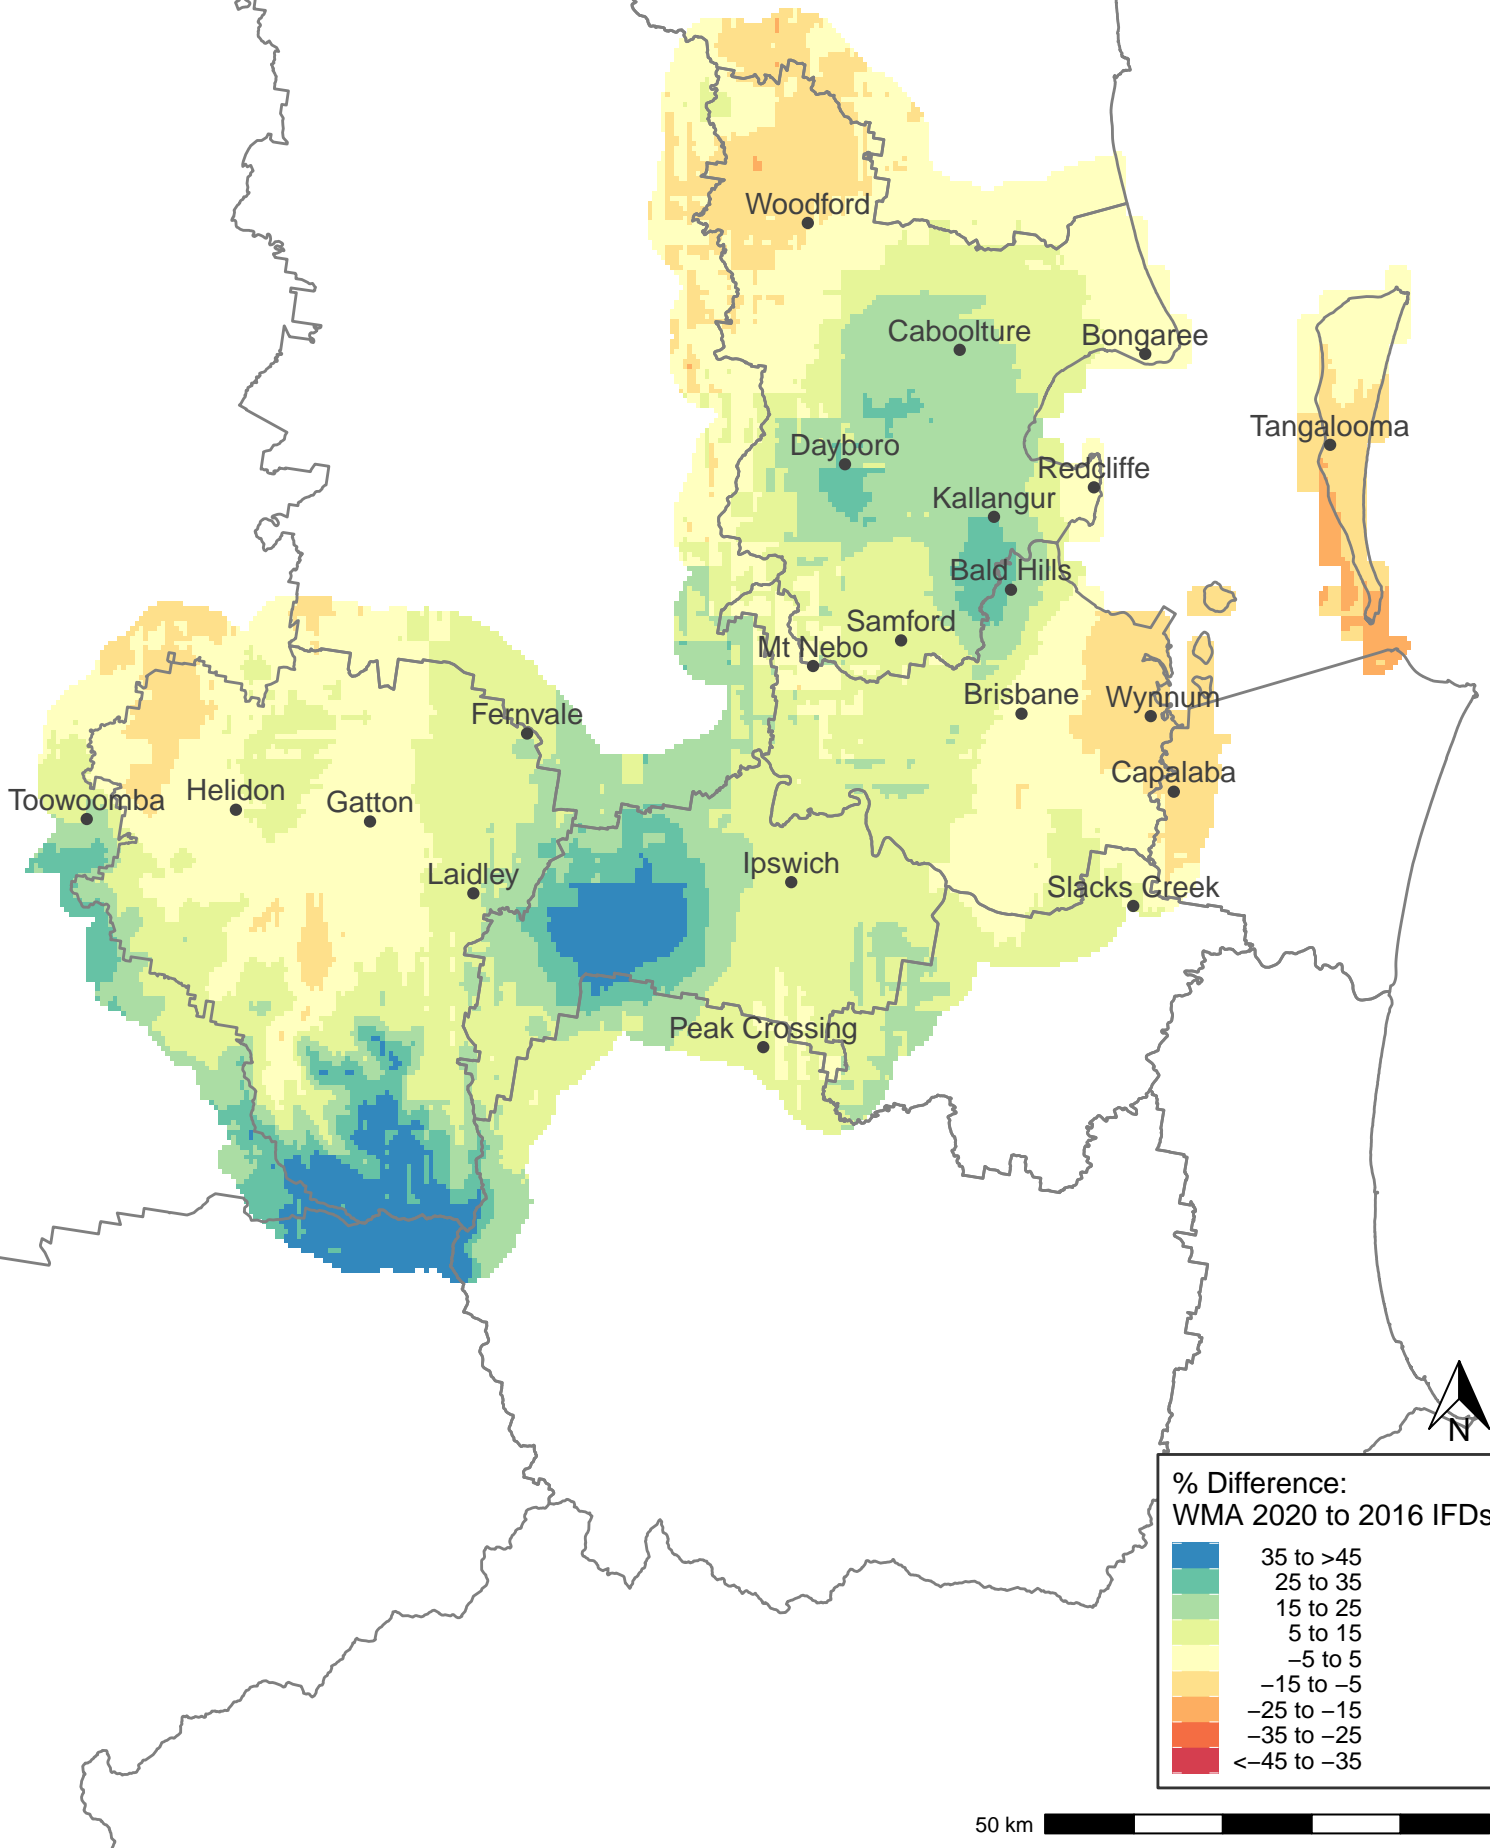 Woodford
Caboolture
Bongaree
Tangalooma
Dayboro
Redcliffe
Kallangur
Bald Hills
Samford
Mt Nebo
Brisbane
Wynnum
Fernvale
Capalaba
Toowoomba
Helidon
Gatton
Ipswich
Laidley
Slacks Creek
Peak Crossing
N
% Difference:
WMA 2020 to 2016 IFDs
35 to >45
25 to 35
15 to 25
5 to 15
−5 to 5
−15 to −5
−25 to −15
−35 to −25
<−45 to −35
50 km